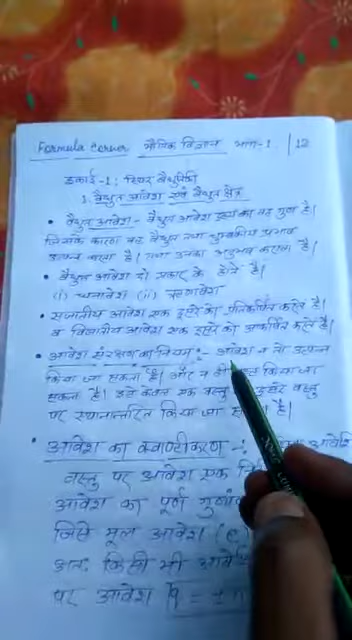 Formula Corner भौतिक विज्ञान भाग-1 | 12
इकाई-1: स्थिर वैद्युतिकी
1. वैद्युत आवेश एवं वैद्युत क्षेत्र
• वैद्युत आवेश - वैद्युत आवेश द्रव्य का वह गुण है।
जिसके कारण वह वैद्युत तथा चुम्बकीय प्रभाव
उत्पन्न करता है। तथा उनका अनुभव करता है।
• वैद्युत आवेश दो प्रकार के होते है।
(i) धनावेश (ii) ऋणावेश
• सजातीय आवेश एक दूसरे को प्रतिकर्षित करते है।
व विजातीय आवेश एक दूसरे को आकर्षित करते है।
• आवेश संरक्षण का नियम :- आवेश न तो उत्पन्न
किया जा सकता है। और न ही किया जा
सकता है। इसे केवल एक वस्तु दूसरे वस्तु
पर स्थानान्तरित किया जा है।
• आवेश का क्वाण्टीकरण -: आवेशि
वस्तु पर आवेश एक
आवेश का पूर्ण गुणां
जिसे मूल आवेश (e)
अतः किसी भी आवे
पर आवेश q = ±